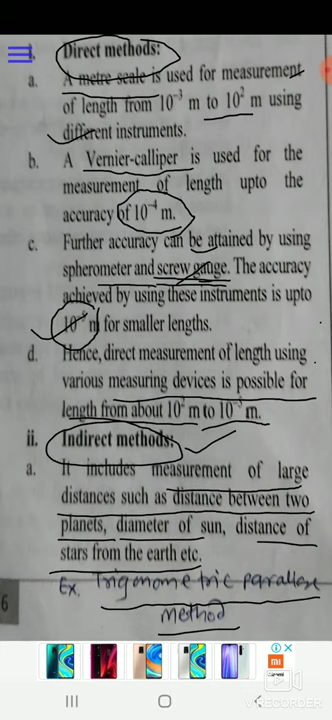 i. Direct methods:
a. A metre scale is used for measurement
of length from 10⁻³ m to 10² m using
different instruments.
b. A Vernier-calliper is used for the
measurement of length upto the
accuracy of 10⁻⁴ m.
c. Further accuracy can be attained by using
spherometer and screw gauge. The accuracy
achieved by using these instruments is upto
m for smaller lengths.
d. Hence, direct measurement of length using
various measuring devices is possible for
length from about 10² m to 10⁻⁵ m.
ii. Indirect methods:
a. It includes measurement of large
distances such as distance between two
planets, diameter of sun, distance of
stars from the earth etc.
Ex. Trigonometric parallax
method
6
VRECORDER